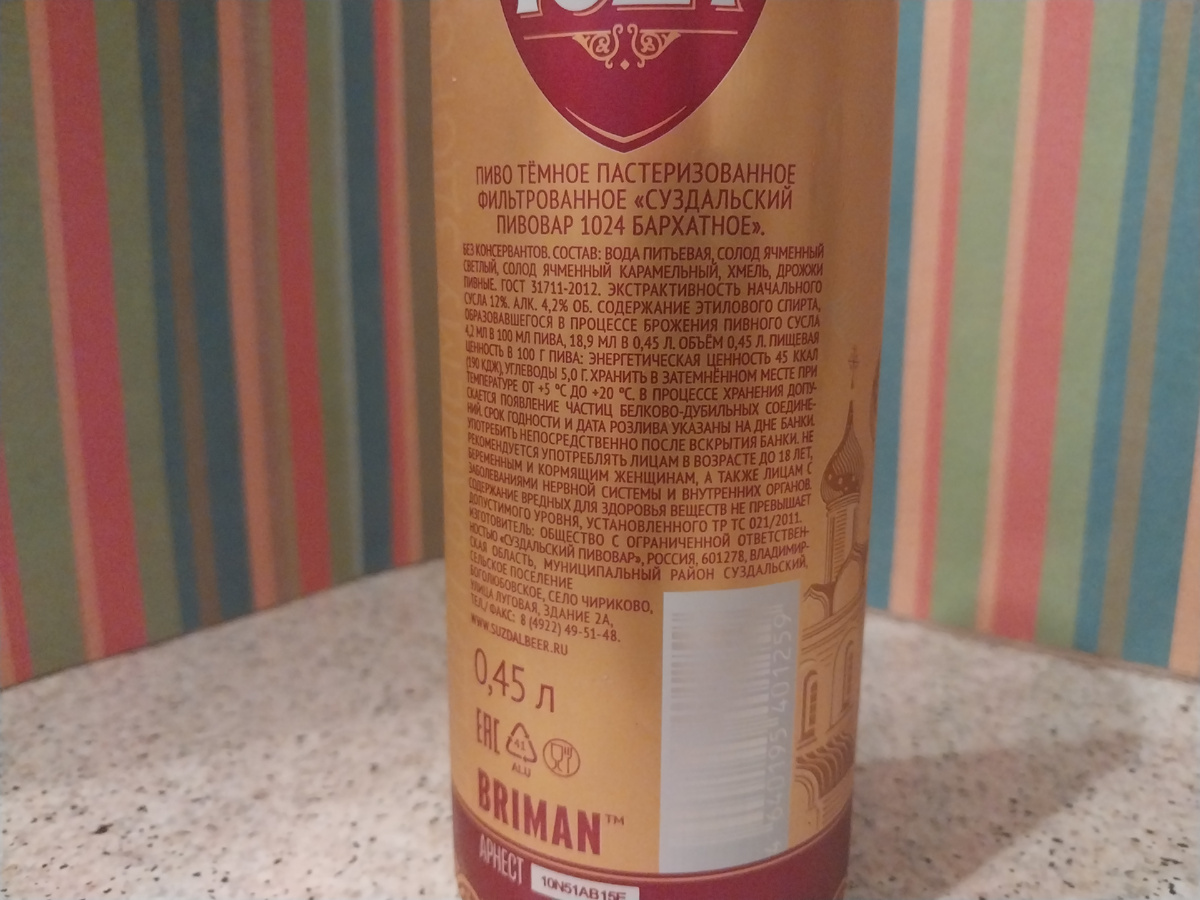 1024
ПИВО ТЁМНОЕ ПАСТЕРИЗОВАННОЕ
ФИЛЬТРОВАННОЕ «СУЗДАЛЬСКИЙ
ПИВОВАР 1024 БАРХАТНОЕ».
БЕЗ КОНСЕРВАНТОВ. СОСТАВ: ВОДА ПИТЬЕВАЯ, СОЛОД ЯЧМЕННЫЙ
СВЕТЛЫЙ, СОЛОД ЯЧМЕННЫЙ КАРАМЕЛЬНЫЙ, ХМЕЛЬ, ДРОЖЖИ
ПИВНЫЕ. ГОСТ 31711-2012. ЭКСТРАКТИВНОСТЬ НАЧАЛЬНОГО
СУСЛА 12%. АЛК. 4,2% ОБ. СОДЕРЖАНИЕ ЭТИЛОВОГО СПИРТА,
ОБРАЗОВАВШЕГОСЯ В ПРОЦЕССЕ БРОЖЕНИЯ ПИВНОГО СУСЛА
4,2 МЛ В 100 МЛ ПИВА, 18,9 МЛ В 0,45 Л. ОБЪЁМ 0,45 Л. ПИЩЕВАЯ
ЦЕННОСТЬ В 100 Г ПИВА: ЭНЕРГЕТИЧЕСКАЯ ЦЕННОСТЬ 45 ККАЛ
(190 КДЖ), УГЛЕВОДЫ 5,0 Г. ХРАНИТЬ В ЗАТЕМНЁННОМ МЕСТЕ ПРИ
ТЕМПЕРАТУРЕ ОТ +5 °С ДО +20 °С. В ПРОЦЕССЕ ХРАНЕНИЯ ДОПУ-
СКАЕТСЯ ПОЯВЛЕНИЕ ЧАСТИЦ БЕЛКОВО-ДУБИЛЬНЫХ СОЕДИНЕ-
НИЙ. СРОК ГОДНОСТИ И ДАТА РОЗЛИВА УКАЗАНЫ НА ДНЕ БАНКИ.
УПОТРЕБИТЬ НЕПОСРЕДСТВЕННО ПОСЛЕ ВСКРЫТИЯ БАНКИ. НЕ
РЕКОМЕНДУЕТСЯ УПОТРЕБЛЯТЬ ЛИЦАМ В ВОЗРАСТЕ ДО 18 ЛЕТ,
БЕРЕМЕННЫМ И КОРМЯЩИМ ЖЕНЩИНАМ, А ТАКЖЕ ЛИЦАМ С
ЗАБОЛЕВАНИЯМИ НЕРВНОЙ СИСТЕМЫ И ВНУТРЕННИХ ОРГАНОВ.
СОДЕРЖАНИЕ ВРЕДНЫХ ДЛЯ ЗДОРОВЬЯ ВЕЩЕСТВ НЕ ПРЕВЫШАЕТ
ДОПУСТИМОГО УРОВНЯ, УСТАНОВЛЕННОГО ТР ТС 021/2011.
ИЗГОТОВИТЕЛЬ: ОБЩЕСТВО С ОГРАНИЧЕННОЙ ОТВЕТСТВЕН-
НОСТЬЮ «СУЗДАЛЬСКИЙ ПИВОВАР», РОССИЯ, 601278, ВЛАДИМИР-
СКАЯ ОБЛАСТЬ, МУНИЦИПАЛЬНЫЙ РАЙОН СУЗДАЛЬСКИЙ,
СЕЛЬСКОЕ ПОСЕЛЕНИЕ
БОГОЛЮБОВСКОЕ, СЕЛО ЧИРИКОВО,
УЛИЦА ЛУГОВАЯ, ЗДАНИЕ 2А,
ТЕЛ./ФАКС: 8 (4922) 49-51-48.
WWW.SUZDALBEER.RU
0,45 Л
EAC
41
ALU
BRIMAN™
АРНЕСТ
10N51AB15E
4 640195 401259